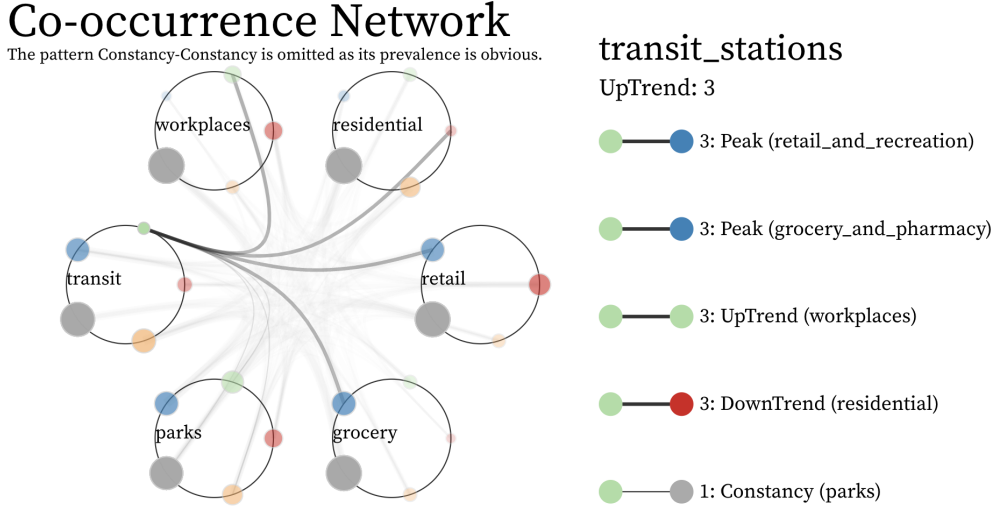 Co-occurrence Network
The pattern Constancy-Constancy is omitted as its prevalence is obvious.
workplaces
residential
transit
retail
parks
grocery
transit_stations
UpTrend: 3
3: Peak (retail_and_recreation)
3: Peak (grocery_and_pharmacy)
3: UpTrend (workplaces)
3: DownTrend (residential)
1: Constancy (parks)